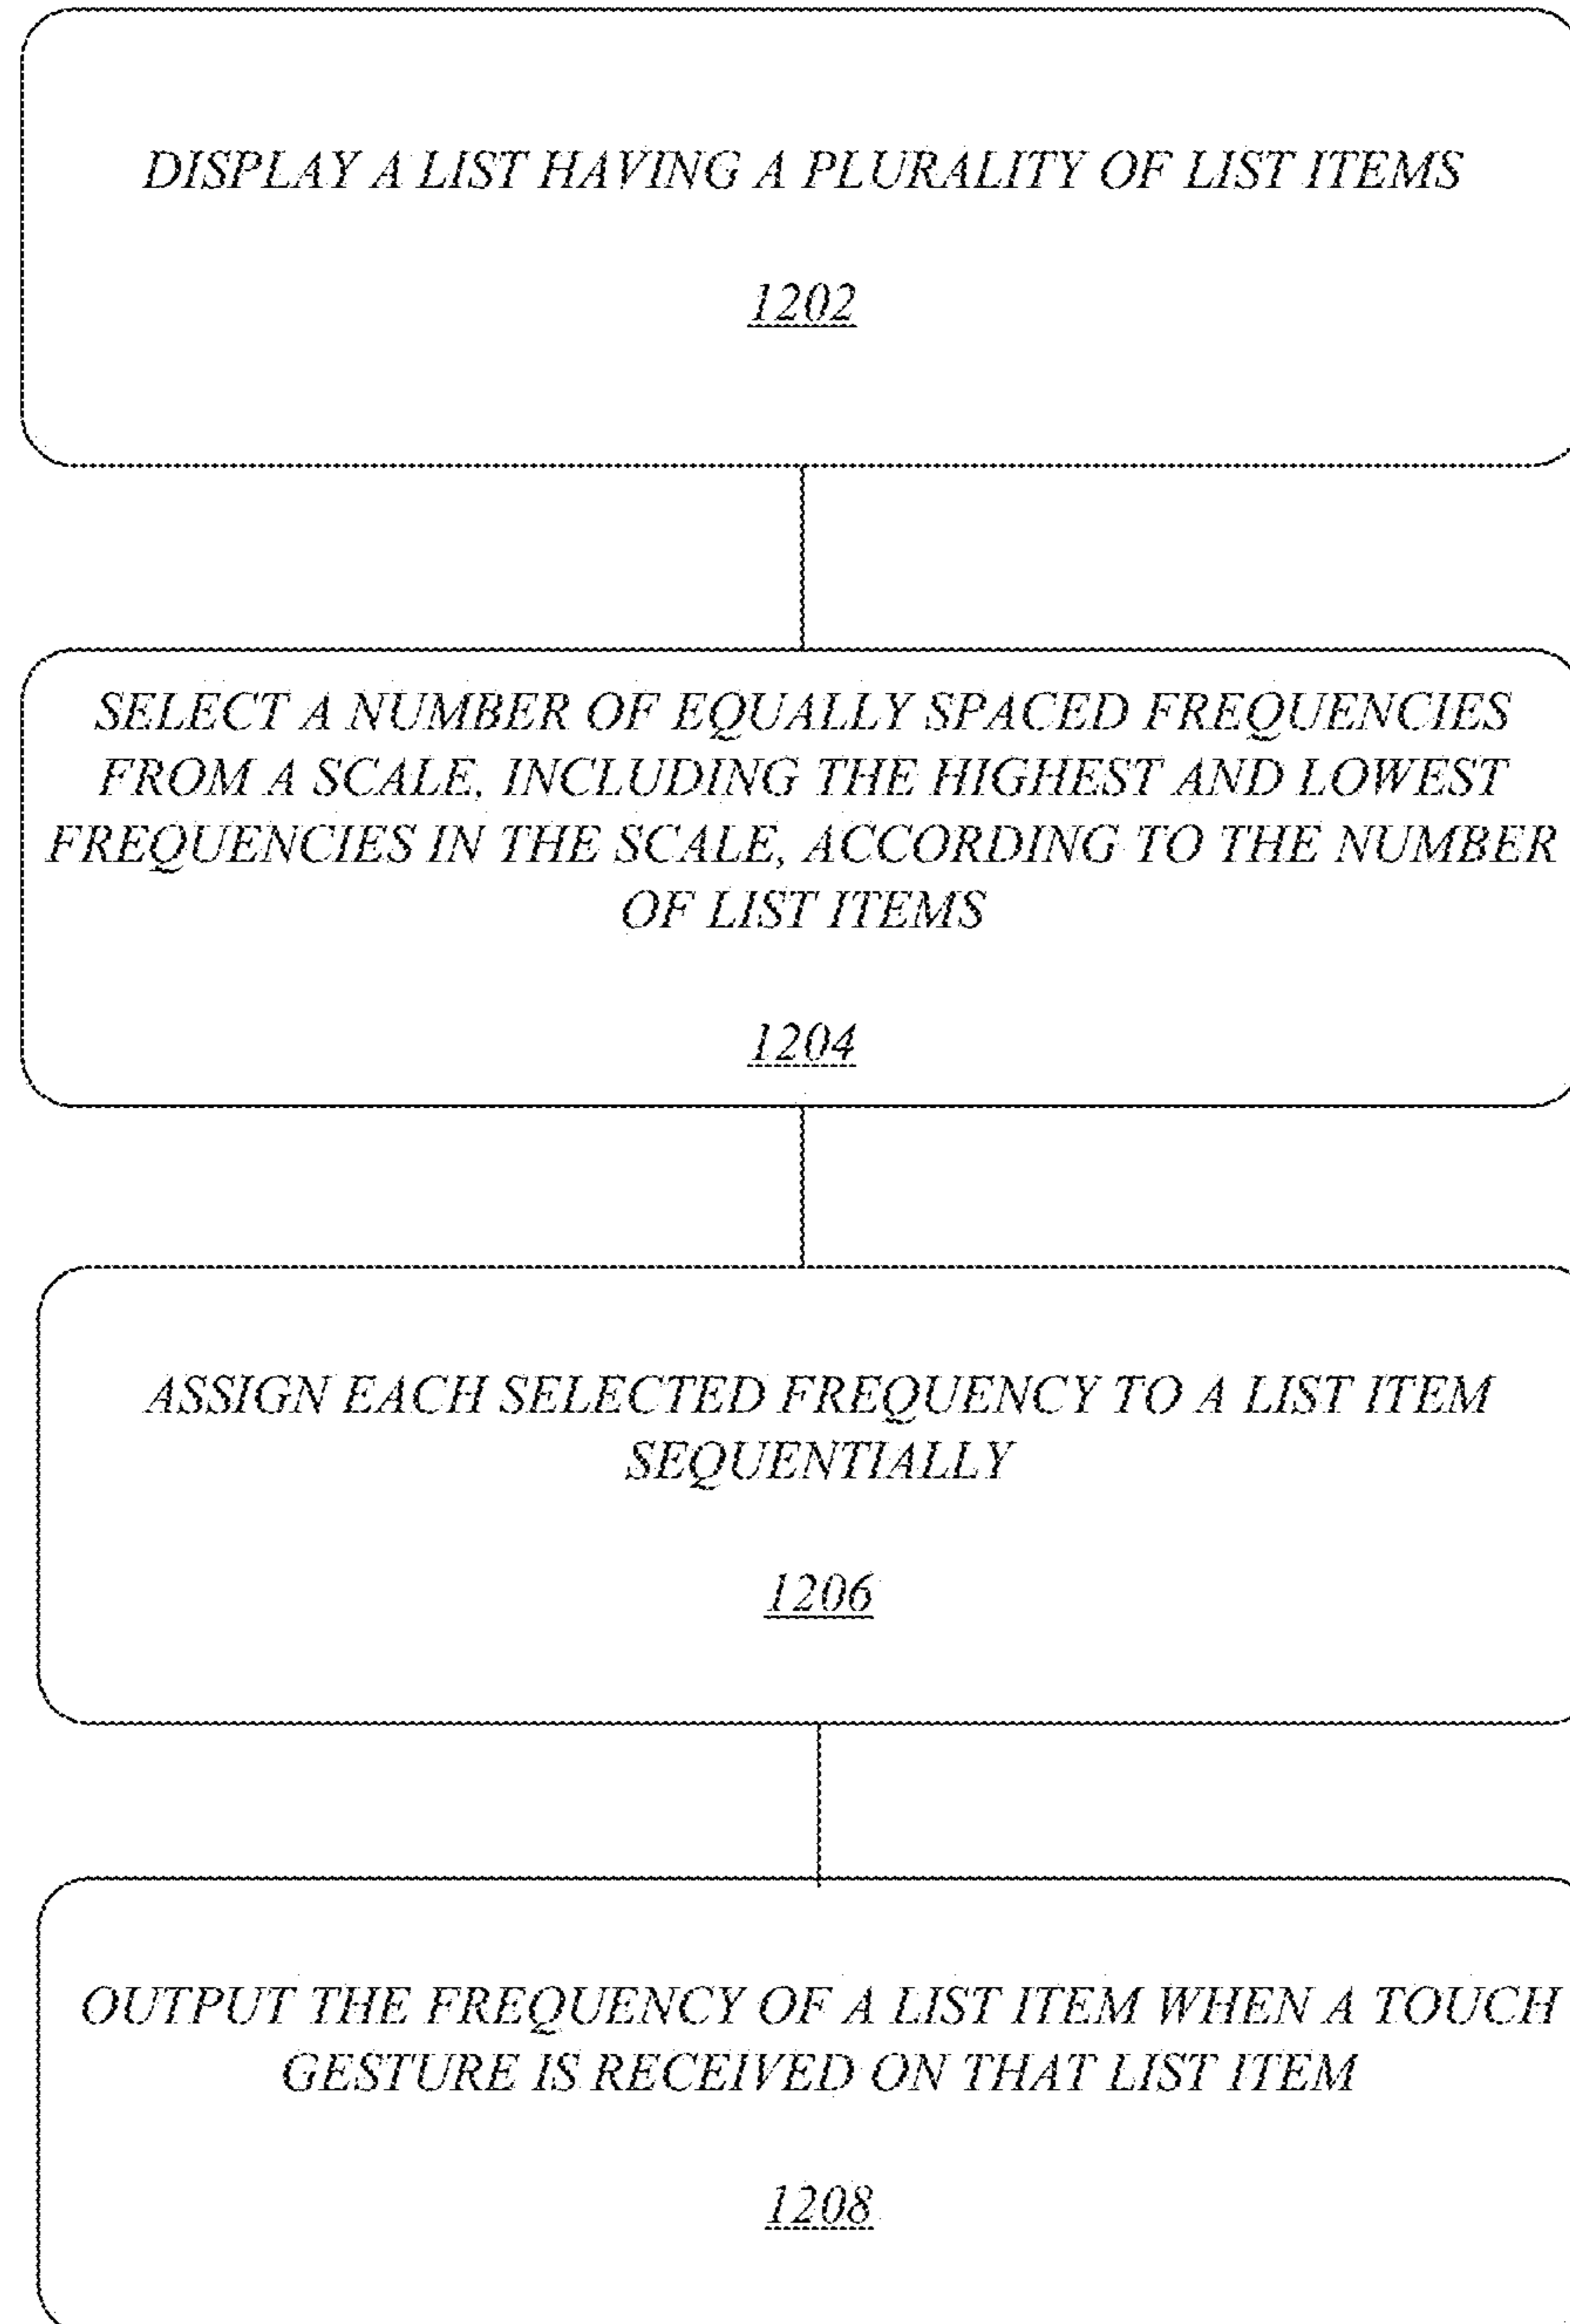 DISPLAY A LIST HAVING A PLURALITY OF LIST ITEMS
1202
SELECT A NUMBER OF EQUALLY SPACED FREQUENCIES
FROM A SCALE, INCLUDING THE HIGHEST AND LOWEST
FREQUENCIES IN THE SCALE, ACCORDING TO THE NUMBER
OF LIST ITEMS
1204
ASSIGN EACH SELECTED FREQUENCY TO A LIST ITEM
SEQUENTIALLY
1206
OUTPUT THE FREQUENCY OF A LIST ITEM WHEN A TOUCH
GESTURE IS RECEIVED ON THAT LIST ITEM
1208